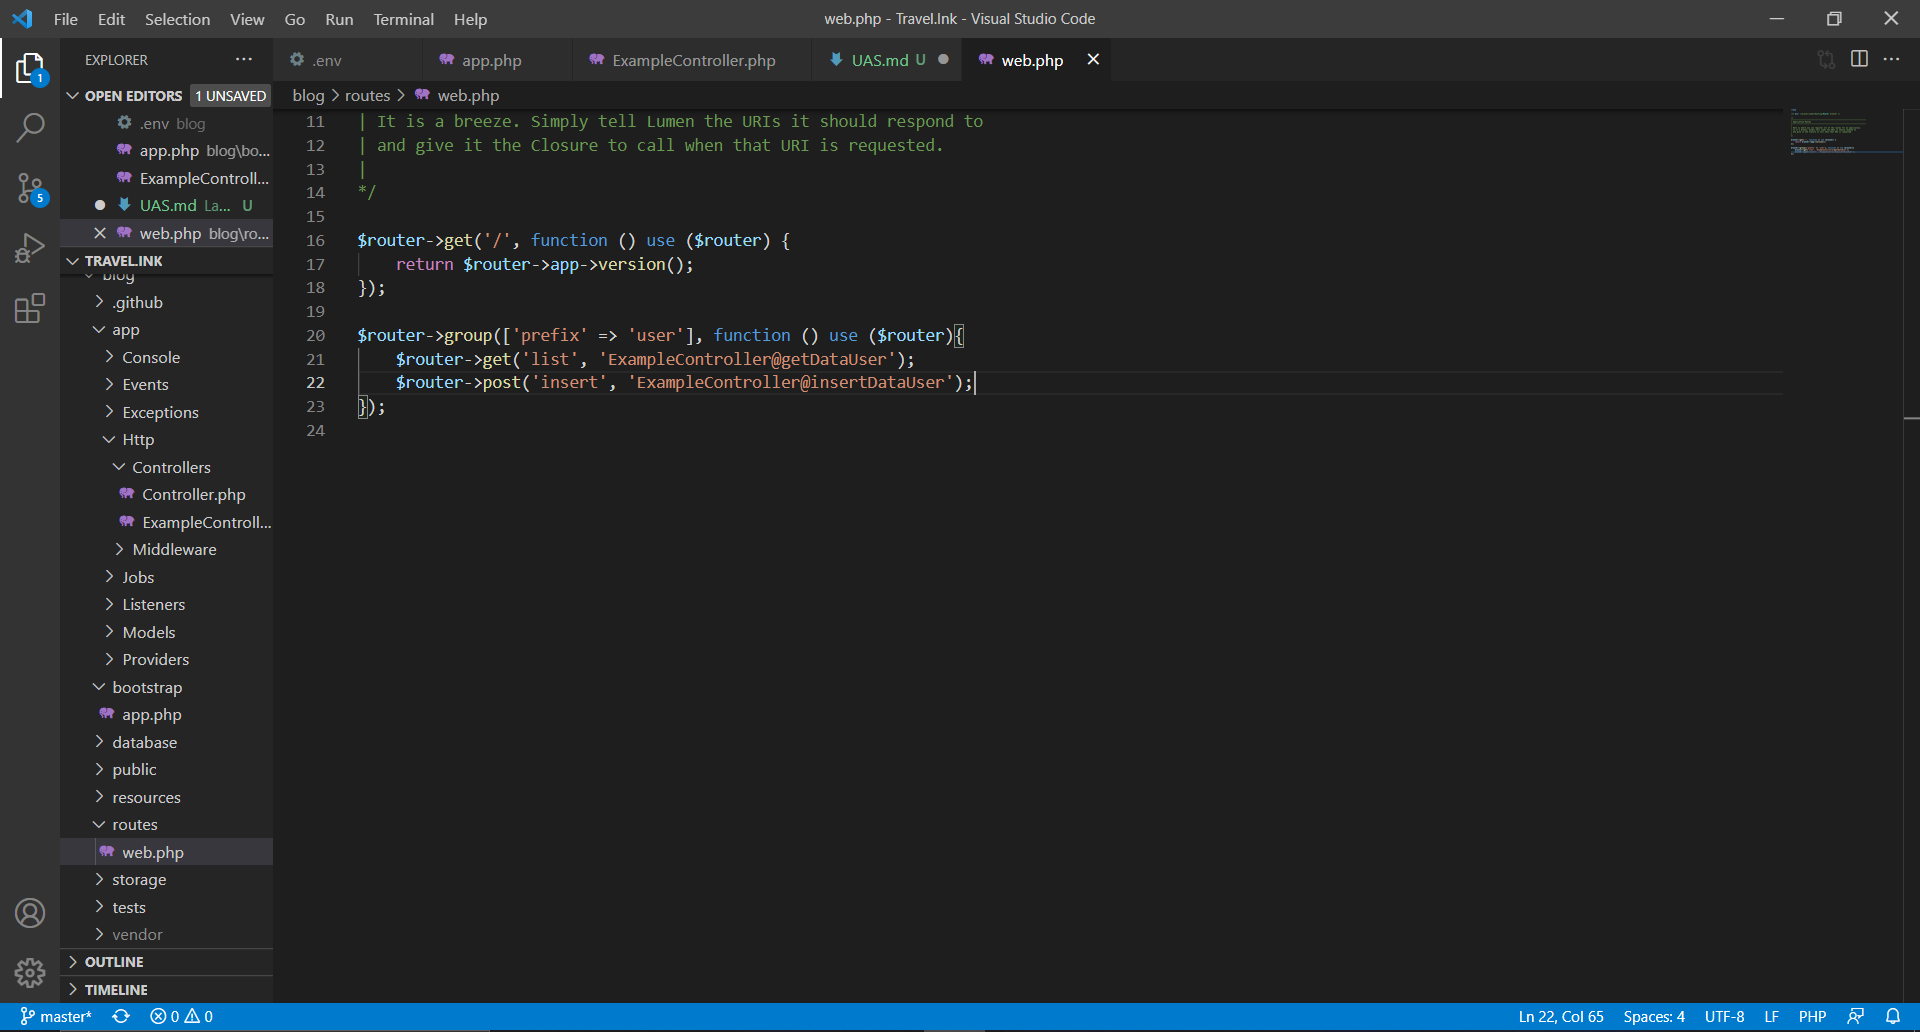 File Edit Selection View Go Run Terminal Help
web.php - Travel.Ink - Visual Studio Code
EXPLORER
OPEN EDITORS 1 UNSAVED
.env blog
app.php blog\bo...
ExampleControll...
UAS.md La... U
web.php blog\ro...
TRAVEL.INK
blog
.github
app
Console
Events
Exceptions
Http
Controllers
Controller.php
ExampleControll...
Middleware
Jobs
Listeners
Models
Providers
bootstrap
app.php
database
public
resources
routes
web.php
storage
tests
vendor
OUTLINE
TIMELINE
1
5
.env
app.php
ExampleController.php
UAS.md U
web.php
blog > routes > web.php
11 | It is a breeze. Simply tell Lumen the URIs it should respond to
12 | and give it the Closure to call when that URI is requested.
13 |
14 */
15
16 $router->get('/', function () use ($router) {
17     return $router->app->version();
18 });
19
20 $router->group(['prefix' => 'user'], function () use ($router){
21     $router->get('list', 'ExampleController@getDataUser');
22     $router->post('insert', 'ExampleController@insertDataUser');
23 });
24
master* 0 0
Ln 22, Col 65 Spaces: 4 UTF-8 LF PHP